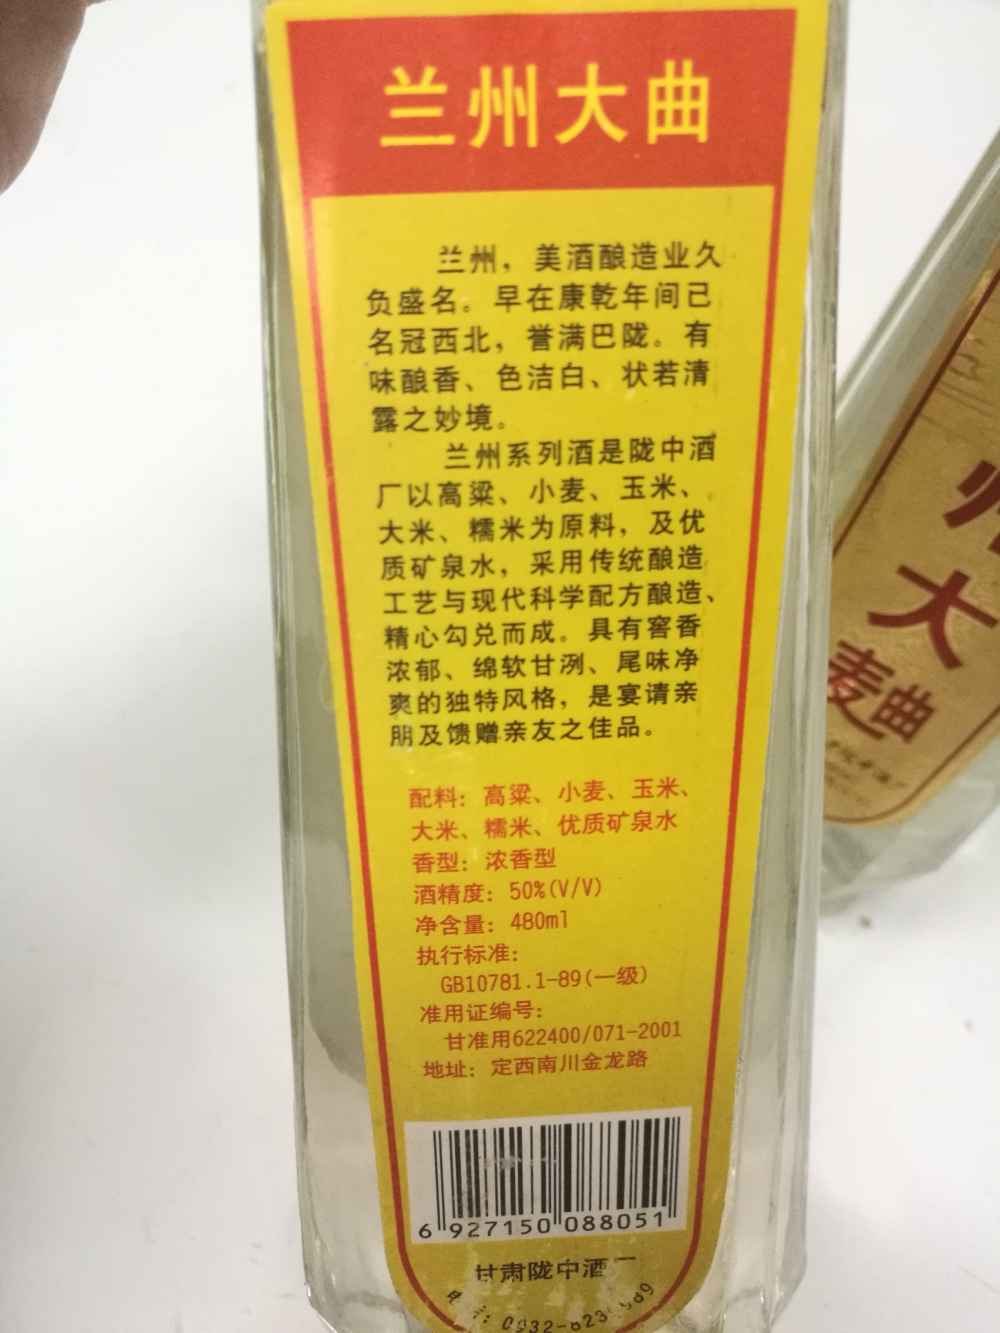 兰州大曲
兰州，美酒酿造业久
负盛名。早在康乾年间已
名冠西北，誉满巴陇。有
味酿香、色洁白、状若清
露之妙境。
兰州系列酒是陇中酒
厂以高粱、小麦、玉米、
大米、糯米为原料，及优
质矿泉水，采用传统酿造
工艺与现代科学配方酿造、
精心勾兑而成。具有窖香
浓郁、绵软甘洌、尾味净
爽的独特风格，是宴请亲
朋及馈赠亲友之佳品。
配料：高粱、小麦、玉米、
大米、糯米、优质矿泉水
香型：浓香型
酒精度：50%(V/V)
净含量：480ml
执行标准：
GB10781.1-89(一级)
准用证编号：
甘准用622400/071-2001
地址：定西南川金龙路
6 927150 088051
甘肃陇中酒厂
大
麦曲